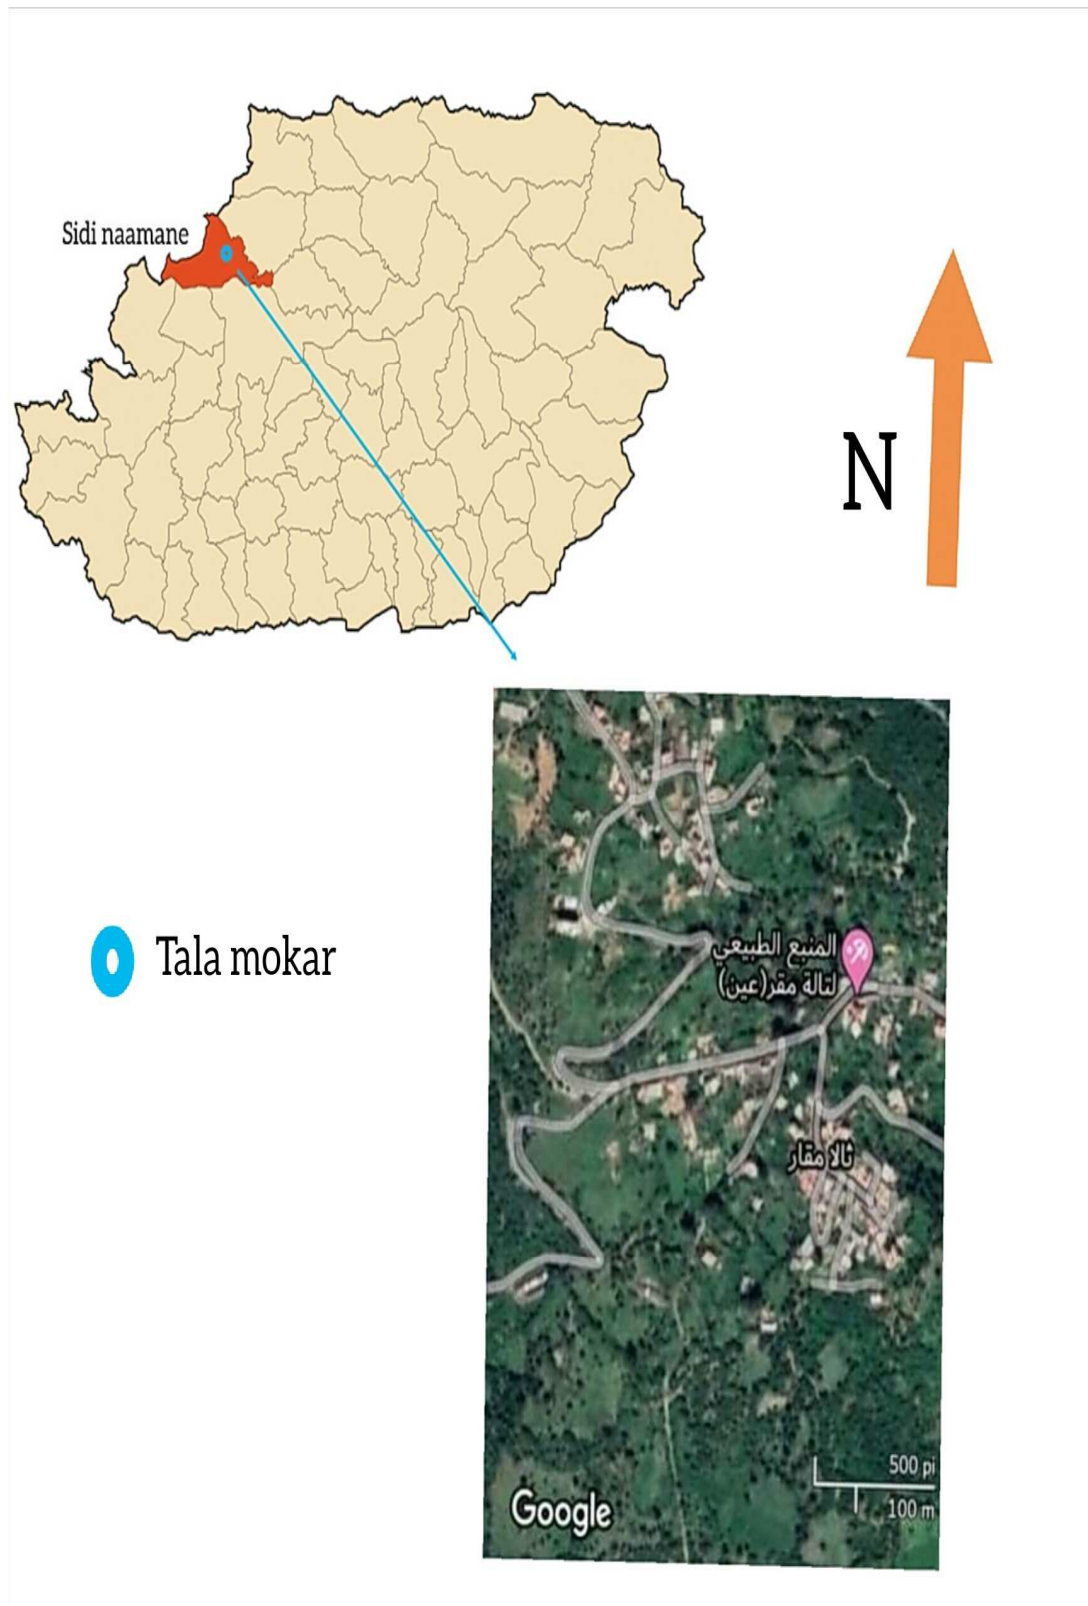 Sidi naamane
N
Tala mokar
المنبع الطبيعي
لتالة مقر(عين)
ثالا مقار
500 pi
100 m
Google